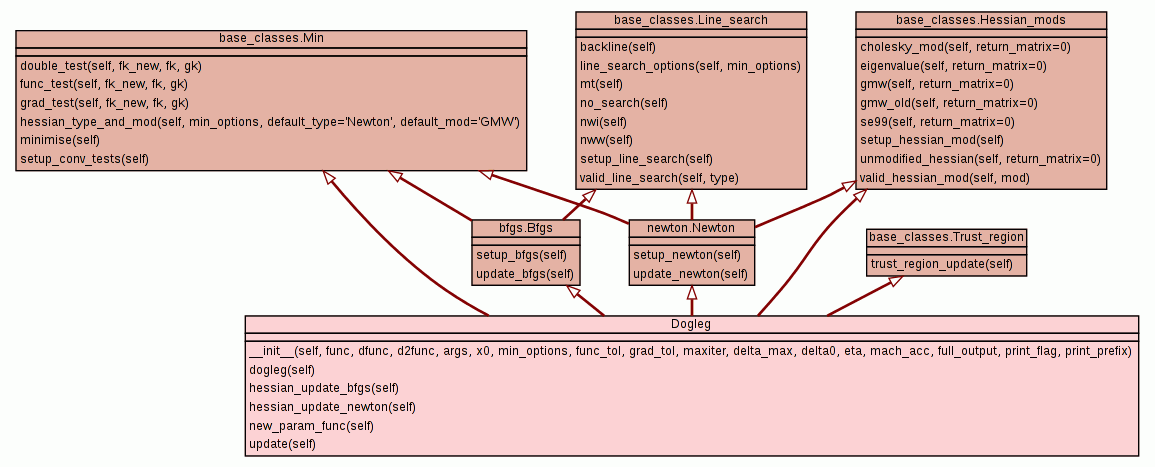 base_classes.Min
double_test(self, fk_new, fk, gk)
func_test(self, fk_new, fk, gk)
grad_test(self, fk_new, fk, gk)
hessian_type_and_mod(self, min_options, default_type='Newton', default_mod='GMW')
minimise(self)
setup_conv_tests(self)
base_classes.Line_search
backline(self)
line_search_options(self, min_options)
mt(self)
no_search(self)
nwi(self)
nww(self)
setup_line_search(self)
valid_line_search(self, type)
base_classes.Hessian_mods
cholesky_mod(self, return_matrix=0)
eigenvalue(self, return_matrix=0)
gmw(self, return_matrix=0)
gmw_old(self, return_matrix=0)
se99(self, return_matrix=0)
setup_hessian_mod(self)
unmodified_hessian(self, return_matrix=0)
valid_hessian_mod(self, mod)
bfgs.Bfgs
setup_bfgs(self)
update_bfgs(self)
newton.Newton
setup_newton(self)
update_newton(self)
base_classes.Trust_region
trust_region_update(self)
Dogleg
__init__(self, func, dfunc, d2func, args, x0, min_options, func_tol, grad_tol, maxiter, delta_max, delta0, eta, mach_acc, full_output, print_flag, print_prefix)
dogleg(self)
hessian_update_bfgs(self)
hessian_update_newton(self)
new_param_func(self)
update(self)